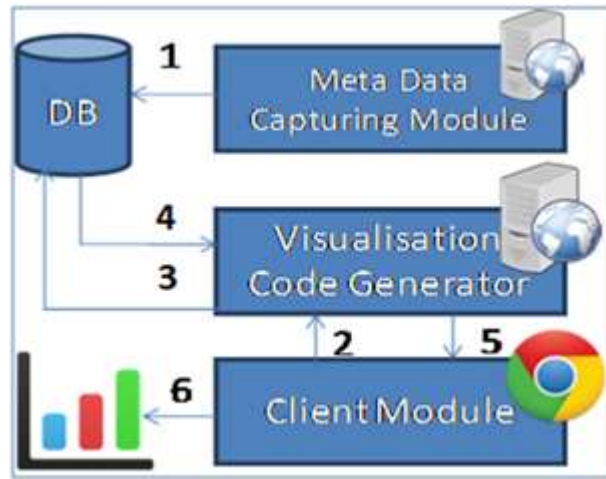 1
DB
Meta Data
Capturing Module
4
Visualisation
3
Code Generator
2
5
6
Client Module